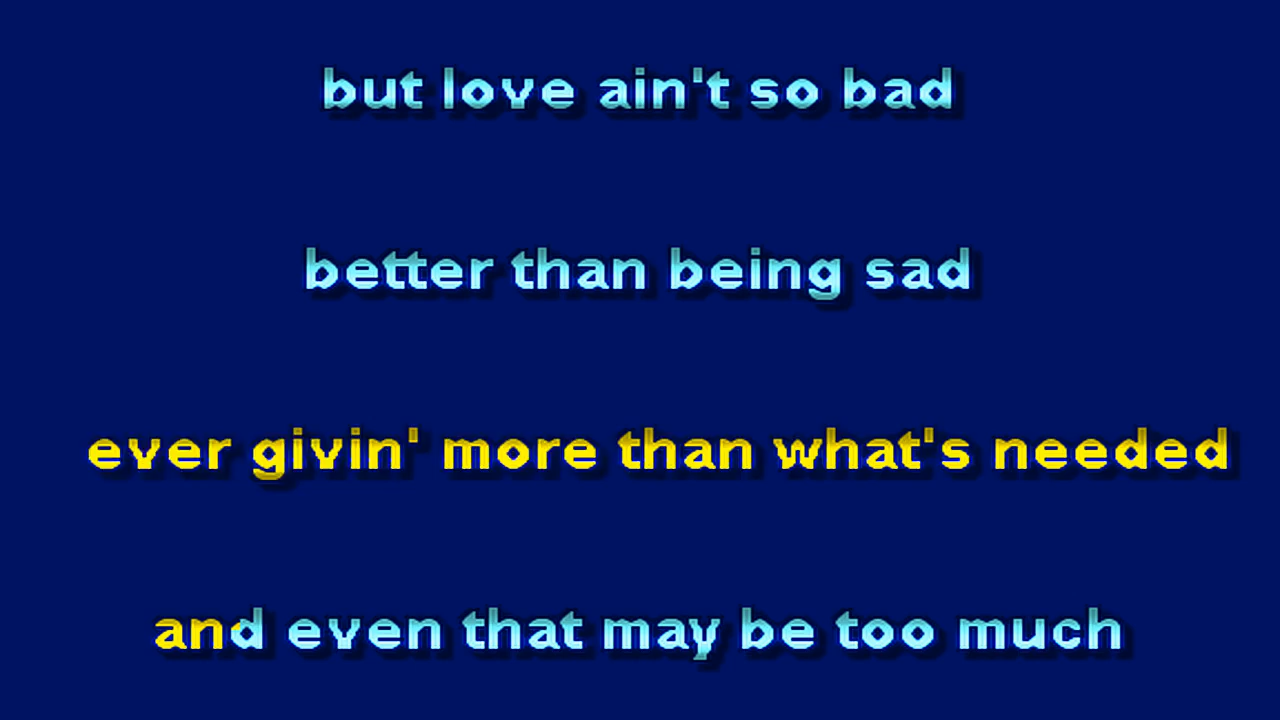 but love ain't so bad
better than being sad
ever givin' more than what's needed
and even that may be too much